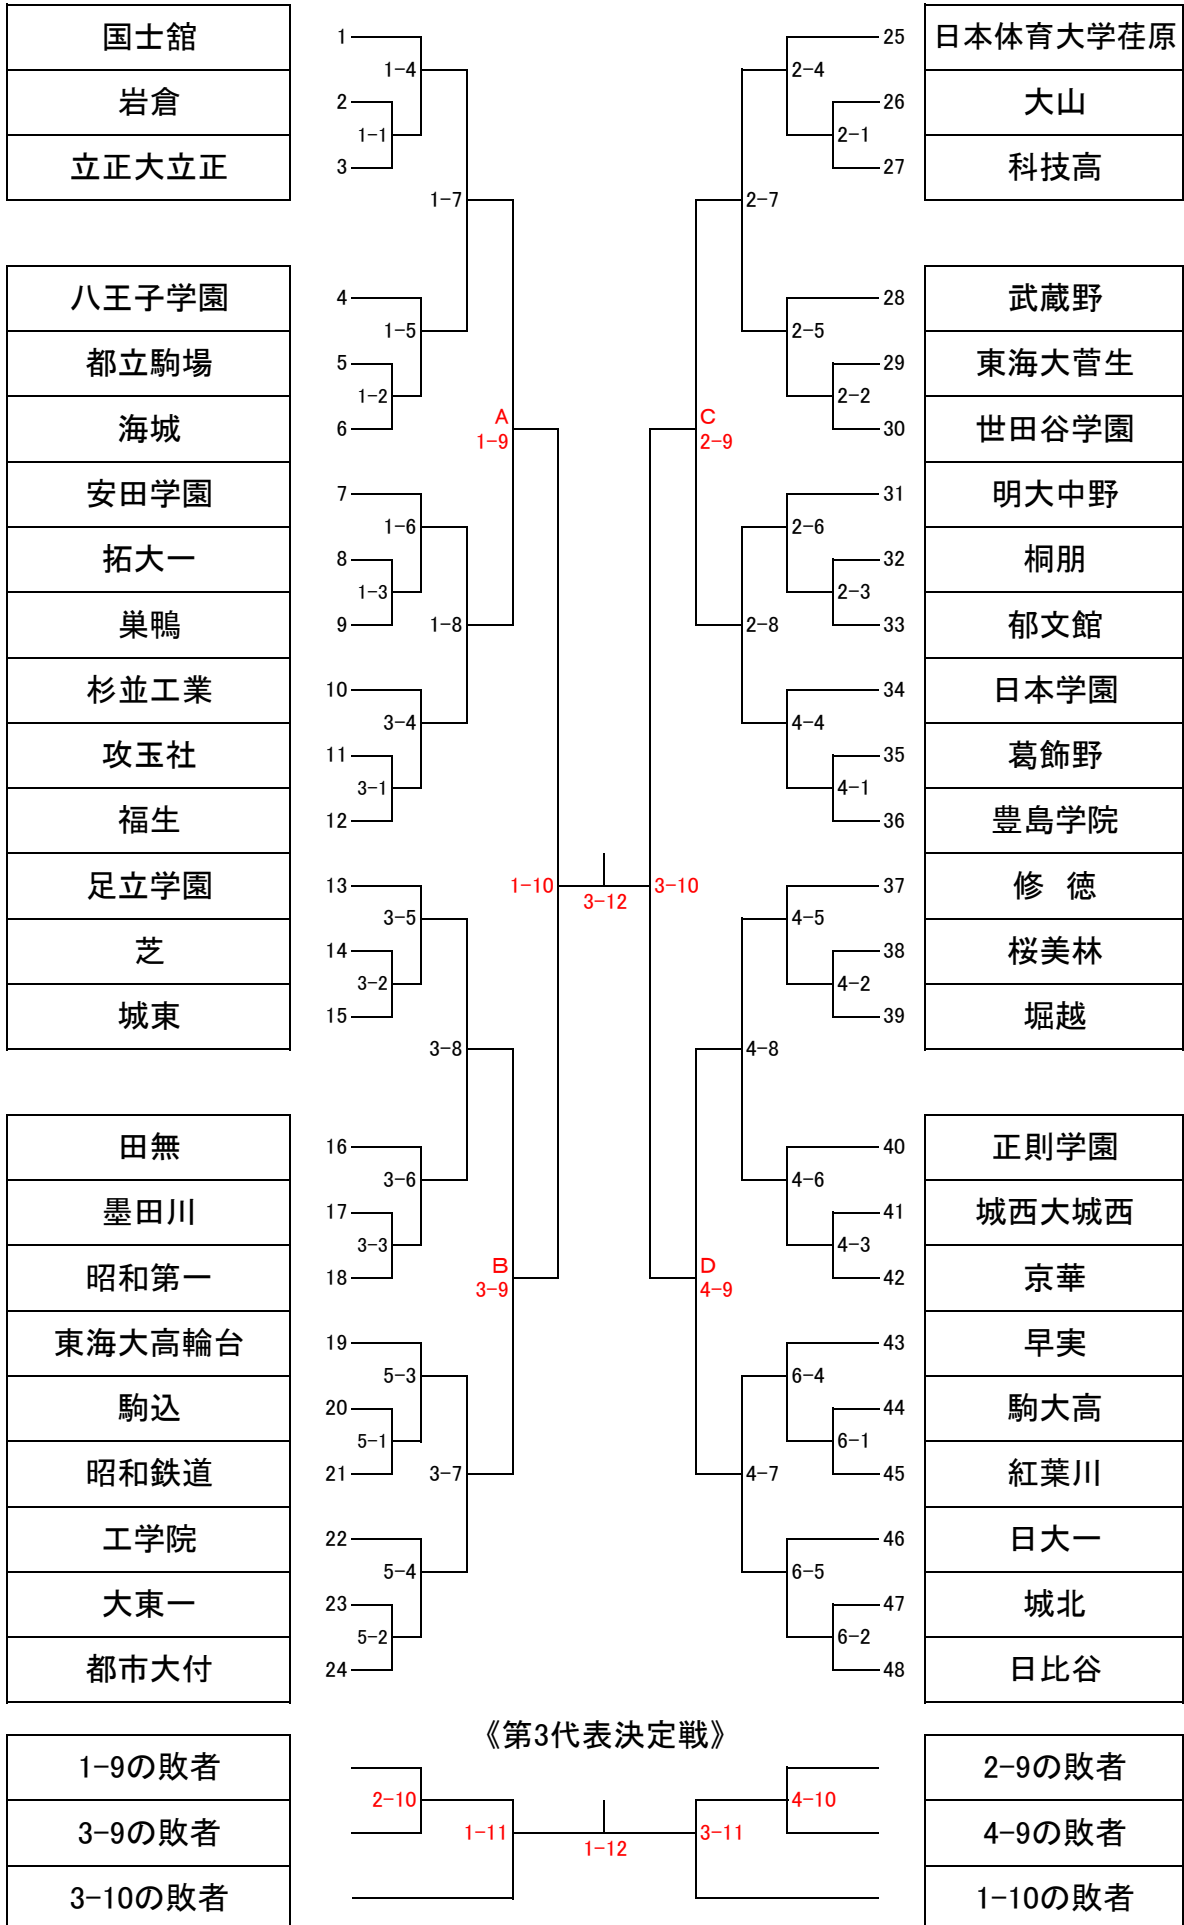 国士舘 1 25 日本体育大学荏原
1-4 2-4
岩倉 2 26 大山
1-1 2-1
立正大立正 3 27 科技高
1-7 2-7
八王子学園 4 28 武蔵野
1-5 2-5
都立駒場 5 29 東海大菅生
1-2 2-2
A C
海城 6 30 世田谷学園
1-9 2-9
安田学園 7 31 明大中野
1-6 2-6
拓大一 8 32 桐朋
1-3 2-3
巣鴨 9 1-8 2-8 33 郁文館
杉並工業 10 34 日本学園
3-4 4-4
攻玉社 11 35 葛飾野
3-1 4-1
福生 12 36 豊島学院
足立学園 13 1-10 3-10 37 修 徳
3-12
3-5 4-5
芝 14 38 桜美林
3-2 4-2
城東 15 39 堀越
3-8 4-8
田無 16 40 正則学園
3-6 4-6
墨田川 17 41 城西大城西
3-3 4-3
B D
昭和第一 18 42 京華
3-9 4-9
東海大高輪台 19 43 早実
5-3 6-4
駒込 20 44 駒大高
5-1 6-1
昭和鉄道 21 3-7 4-7 45 紅葉川
工学院 22 46 日大一
5-4 6-5
大東一 23 47 城北
5-2 6-2
都市大付 24 48 日比谷
《第3代表決定戦》
1-9の敗者 2-9の敗者
2-10 4-10
3-9の敗者 1-11 3-11 4-9の敗者
1-12
3-10の敗者 1-10の敗者